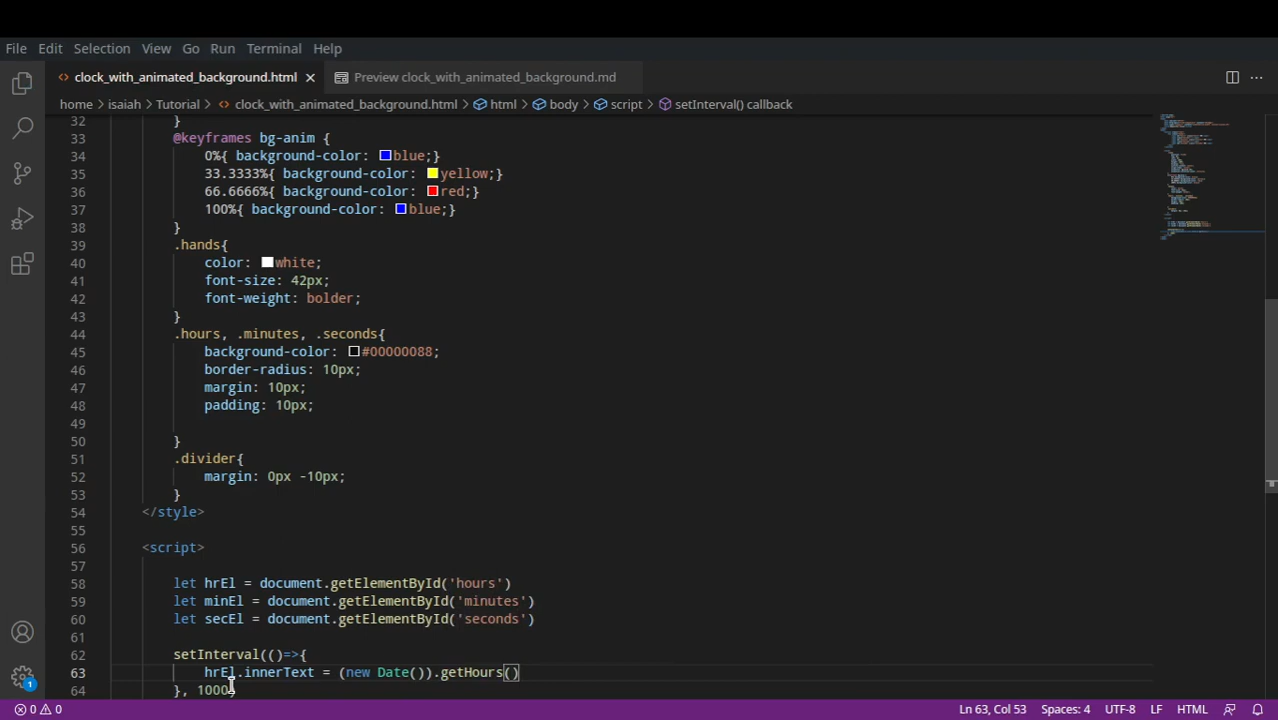 File Edit Selection View Go Run Terminal Help
clock_with_animated_background.html Preview clock_with_animated_background.md
home isaiah Tutorial clock_with_animated_background.html html body script setInterval() callback
32 }
33 @keyframes bg-anim {
34 0%{ background-color: blue;}
35 33.3333%{ background-color: yellow;}
36 66.6666%{ background-color: red;}
37 100%{ background-color: blue;}
38 }
39 .hands{
40 color: white;
41 font-size: 42px;
42 font-weight: bolder;
43 }
44 .hours, .minutes, .seconds{
45 background-color: #00000088;
46 border-radius: 10px;
47 margin: 10px;
48 padding: 10px;
49
50 }
51 .divider{
52 margin: 0px -10px;
53 }
54 </style>
55
56 <script>
57
58 let hrEl = document.getElementById('hours')
59 let minEl = document.getElementById('minutes')
60 let secEl = document.getElementById('seconds')
61
62 setInterval(()=>{
63 hrEl.innerText = (new Date()).getHours()
64 }, 1000)
1
0 0 Ln 63, Col 53 Spaces: 4 UTF-8 LF HTML